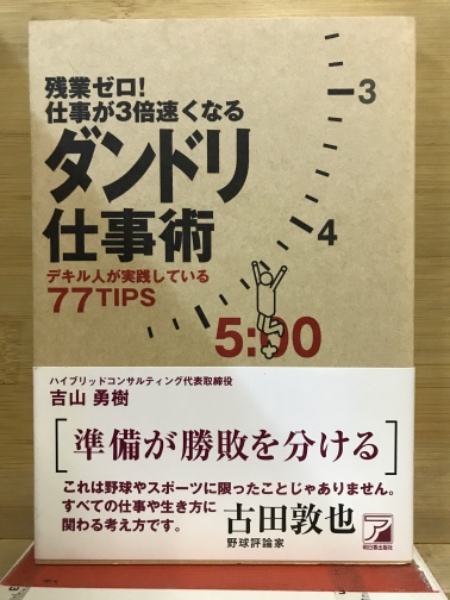 残業ゼロ!
仕事が3倍速くなる
ダンドリ
仕事術
デキル人が実践している
77TIPS
3
4
5:00
ハイブリッドコンサルティング代表取締役
吉山 勇樹
[準備が勝敗を分ける]
これは野球やスポーツに限ったことじゃありません。
すべての仕事や生き方に
関わる考え方です。
古田敦也
野球評論家
ア
明日香出版社